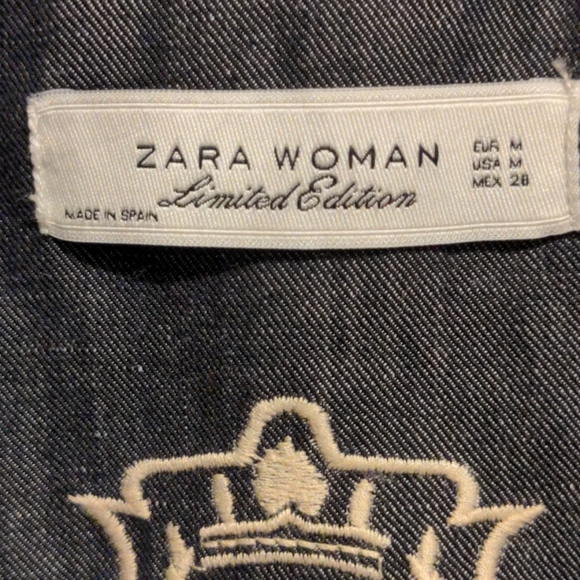 ZARA WOMAN
Limited Edition
MADE IN SPAIN
EUR M
USA M
MEX 28